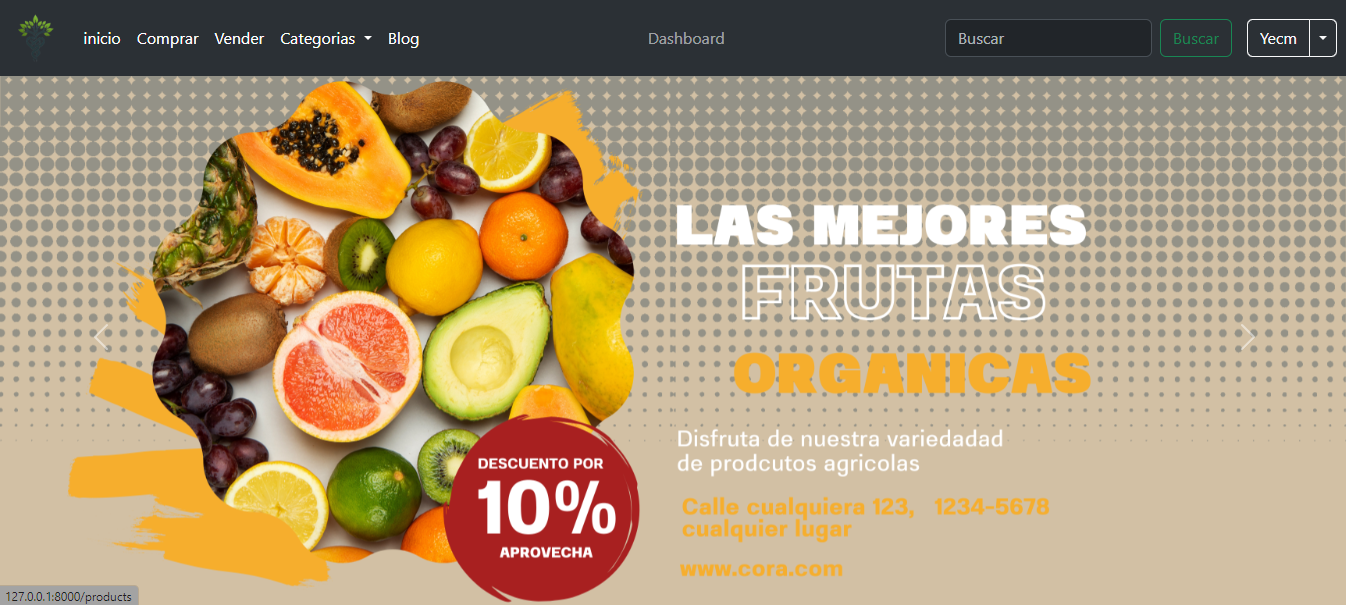 inicio Comprar Vender Categorias Blog Dashboard Buscar Buscar Yecm
LAS MEJORES
FRUTAS
ORGANICAS
Disfruta de nuestra variedadad
de prodcutos agricolas
DESCUENTO POR
10%
APROVECHA
Calle cualquiera 123, 1234-5678
cualquier lugar
www.cora.com
127.0.0.1:8000/products